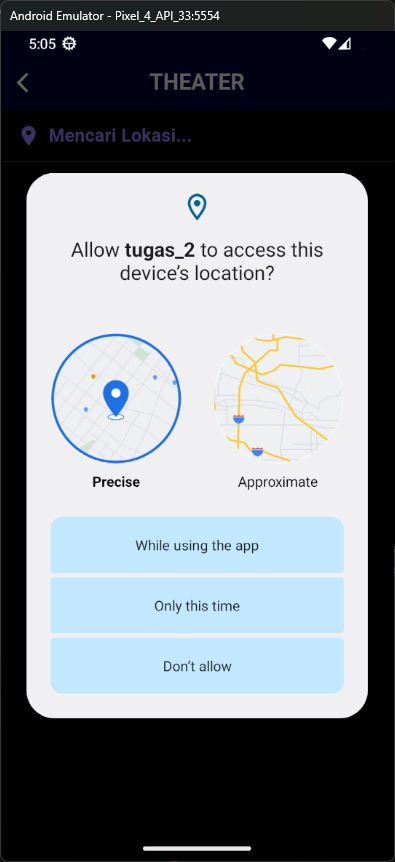 Android Emulator - Pixel_4_API_33:5554
5:05
THEATER
Mencari Lokasi...
Allow tugas_2 to access this
device's location?
Precise
Approximate
While using the app
Only this time
Don't allow